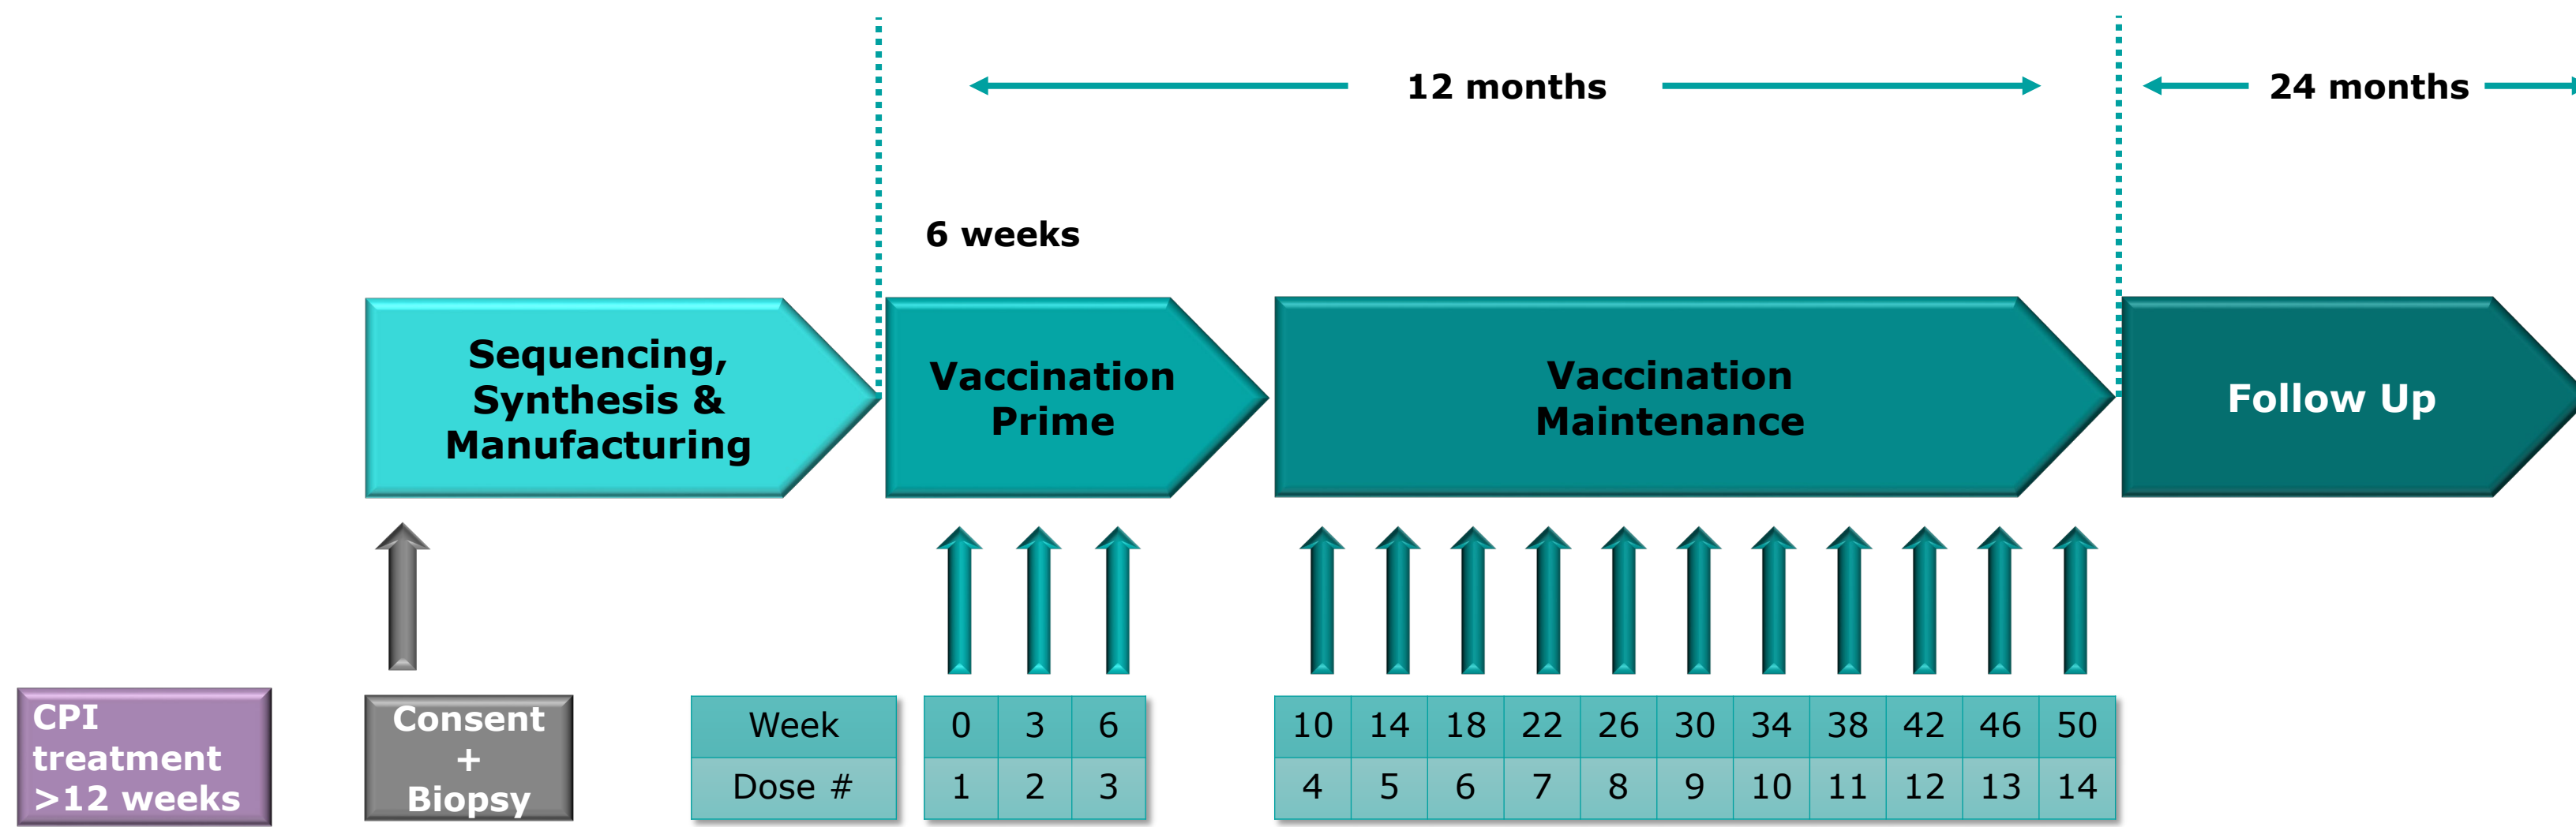 12 months
24 months
6 weeks
Sequencing,
Synthesis &
Manufacturing
Vaccination
Prime
Vaccination
Maintenance
Follow Up
CPI
treatment
>12 weeks
Consent
+
Biopsy
Week 0 3 6 10 14 18 22 26 30 34 38 42 46 50
Dose # 1 2 3 4 5 6 7 8 9 10 11 12 13 14